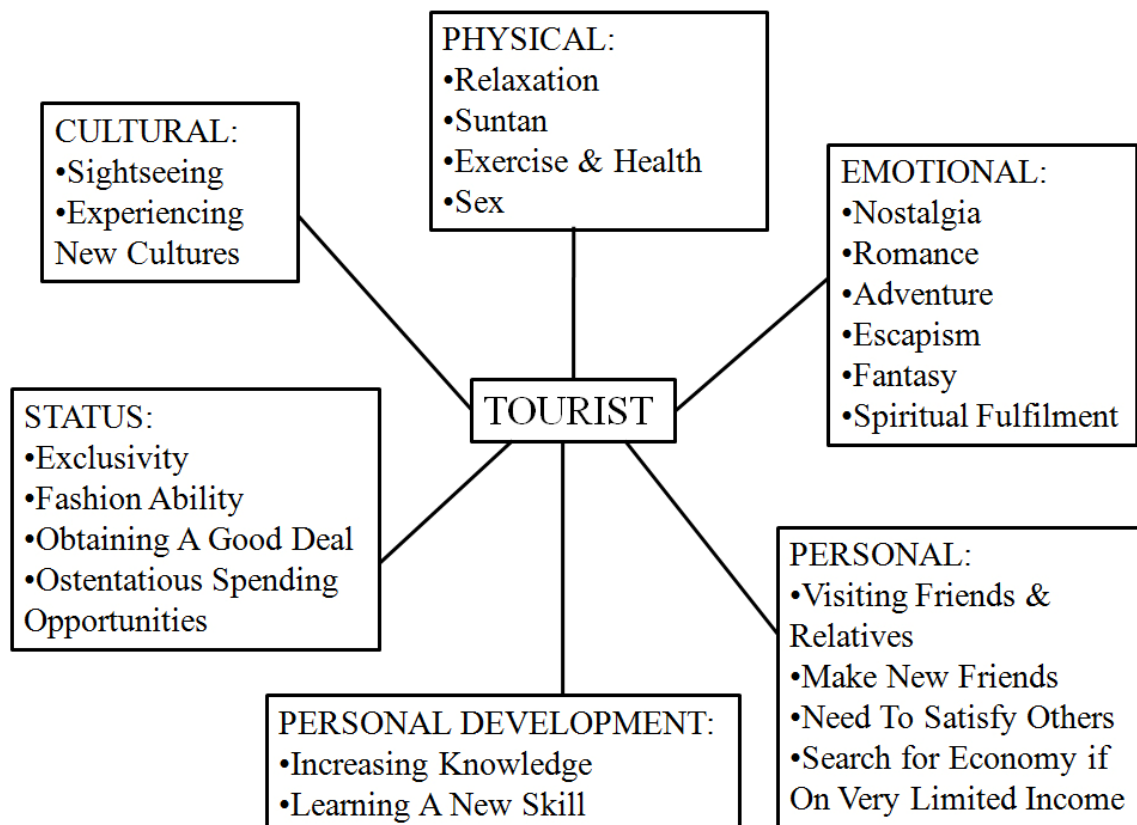 PHYSICAL:
•Relaxation
•Suntan
•Exercise & Health
•Sex
CULTURAL:
•Sightseeing
•Experiencing
New Cultures
EMOTIONAL:
•Nostalgia
•Romance
•Adventure
•Escapism
•Fantasy
•Spiritual Fulfilment
TOURIST
STATUS:
•Exclusivity
•Fashion Ability
•Obtaining A Good Deal
•Ostentatious Spending
Opportunities
PERSONAL:
•Visiting Friends &
Relatives
•Make New Friends
•Need To Satisfy Others
•Search for Economy if
On Very Limited Income
PERSONAL DEVELOPMENT:
•Increasing Knowledge
•Learning A New Skill